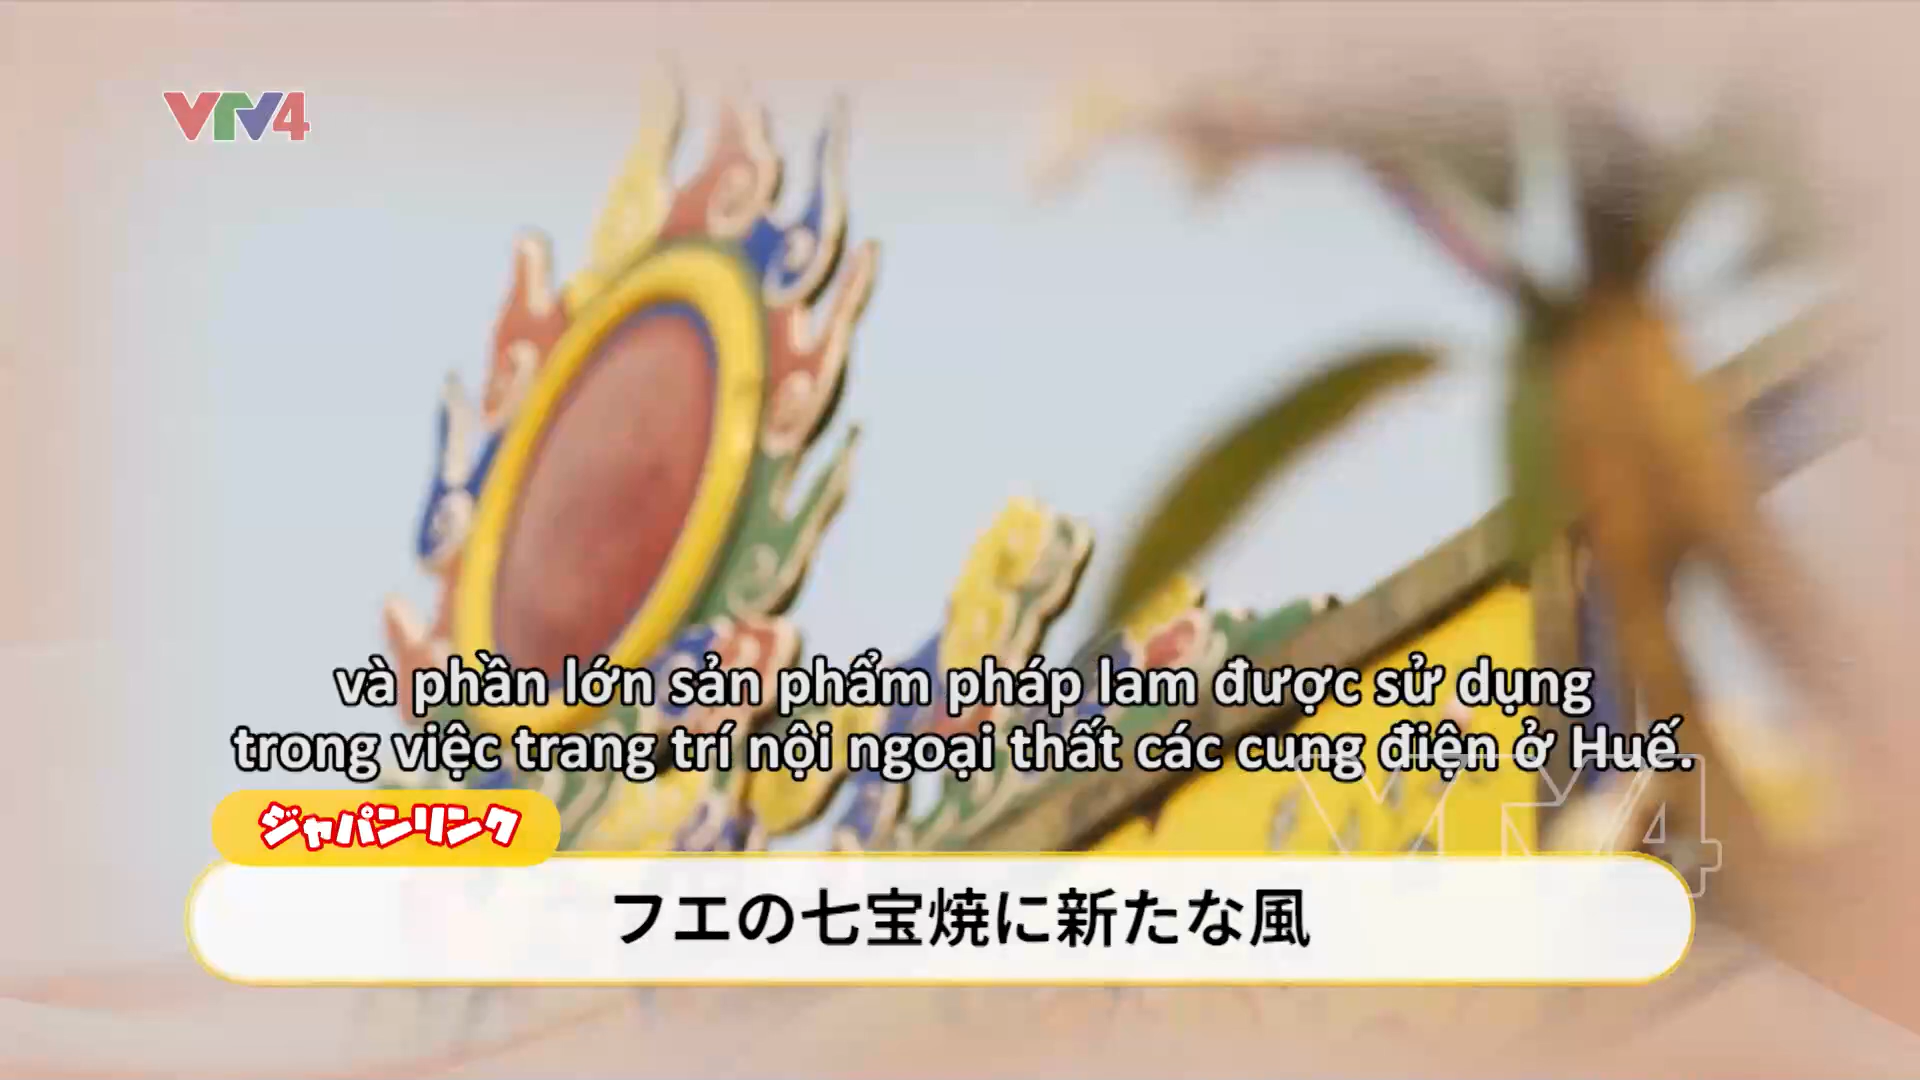 VTV4
và phần lớn sản phẩm pháp lam được sử dụng
trong việc trang trí nội ngoại thất các cung điện ở Huế.
VTV4
ジャパンリンク
フエの七宝焼に新たな風